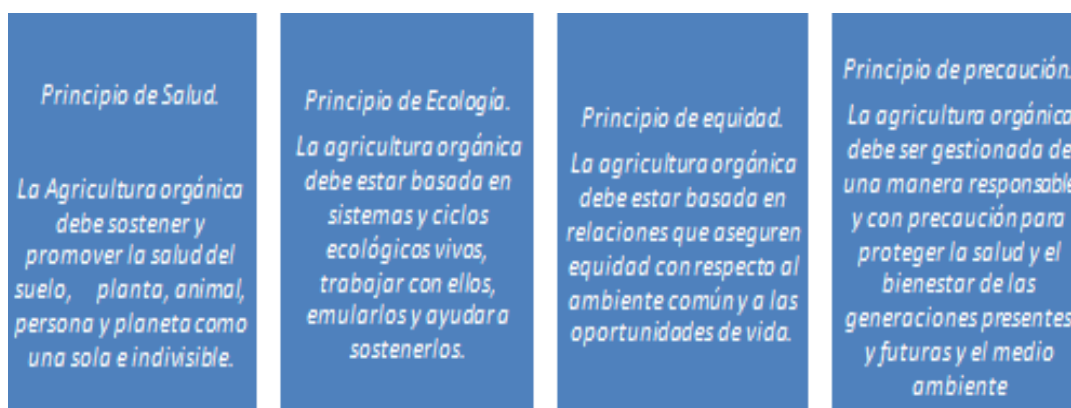 Principio de Salud.
La Agricultura orgánica
debe sostener y
promover la salud del
suelo, planta, animal,
persona y planeta como
una sola e indivisible.
Principio de Ecología.
La agricultura orgánica
debe estar basada en
sistemas y ciclos
ecológicos vivos,
trabajar con ellos,
emularlos y ayudar a
sostenerlos.
Principio de equidad.
La agricultura orgánica
debe estar basada en
relaciones que aseguren
equidad con respecto al
ambiente común y a las
oportunidades de vida.
Principio de precaución.
La agricultura orgánica
debe ser gestionada de
una manera responsable
y con precaución para
proteger la salud y el
bienestar de las
generaciones presentes
y futuras y el medio
ambiente